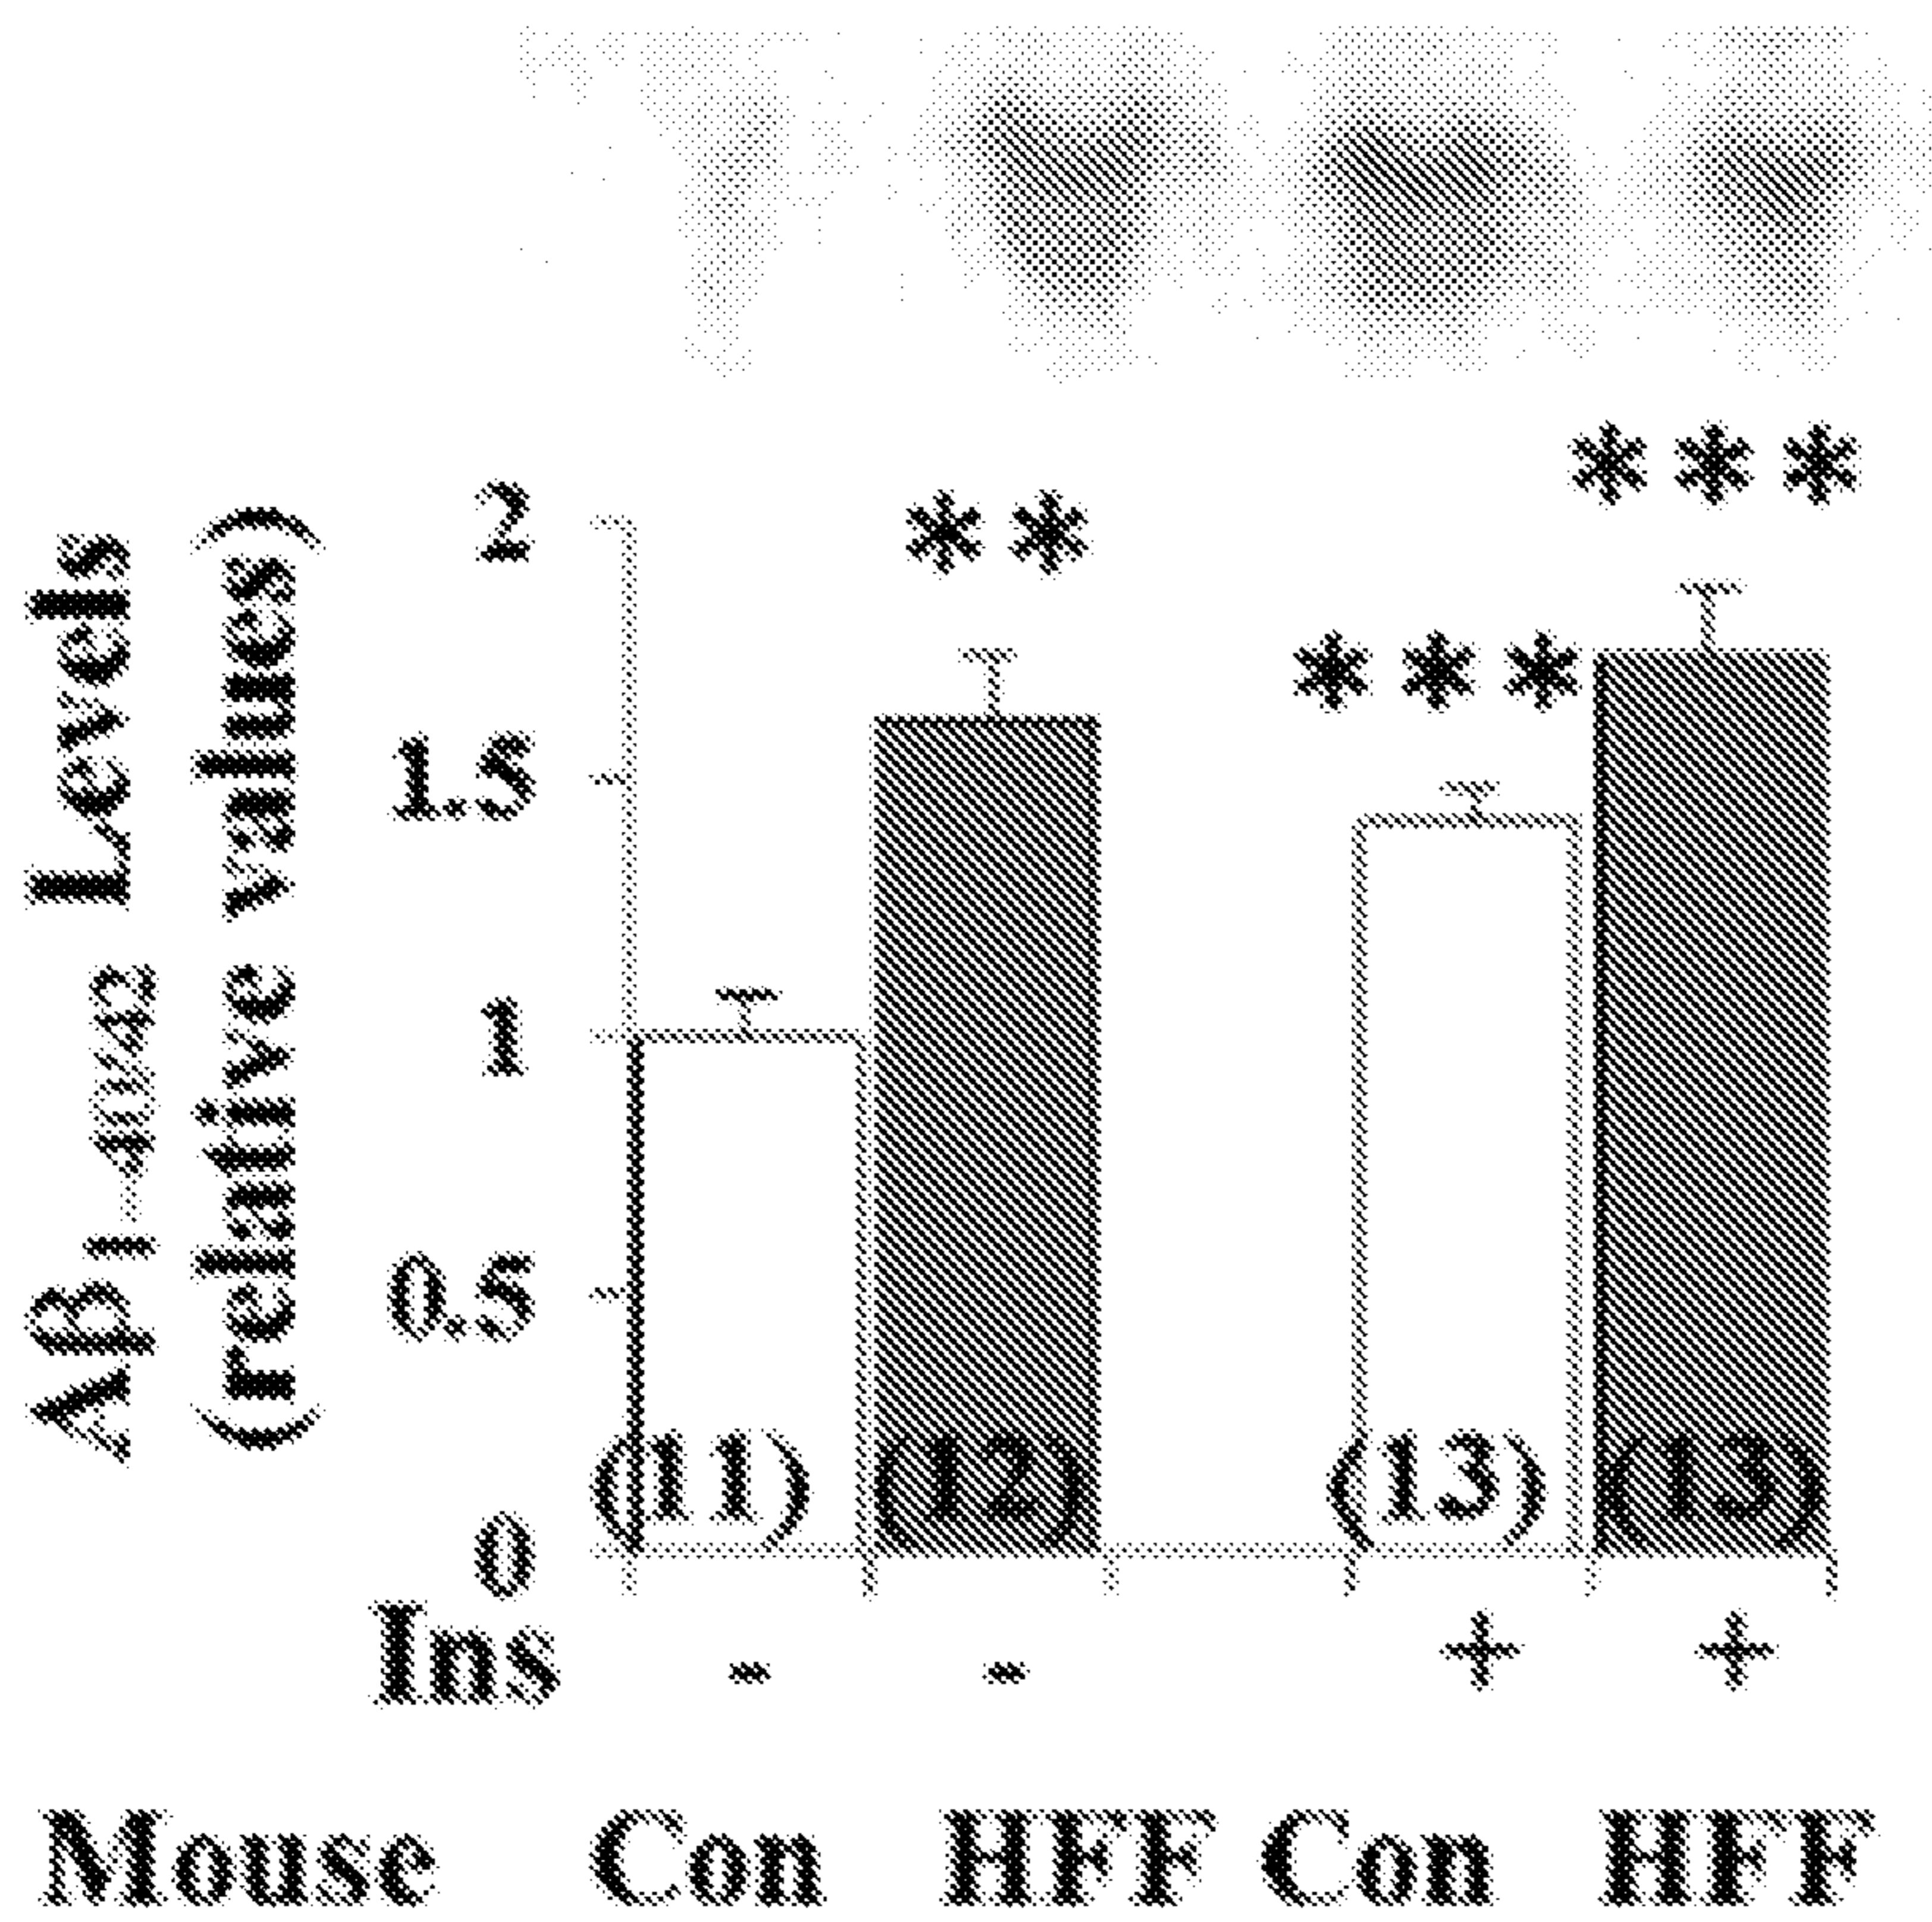 * * *
2
* *
Aβ1–40/42 Levels
(relative values)
* * *
1.5
1
0.5
(11) (12) (13) (13)
0
Ins - - + +
Mouse Con HFF Con HFF